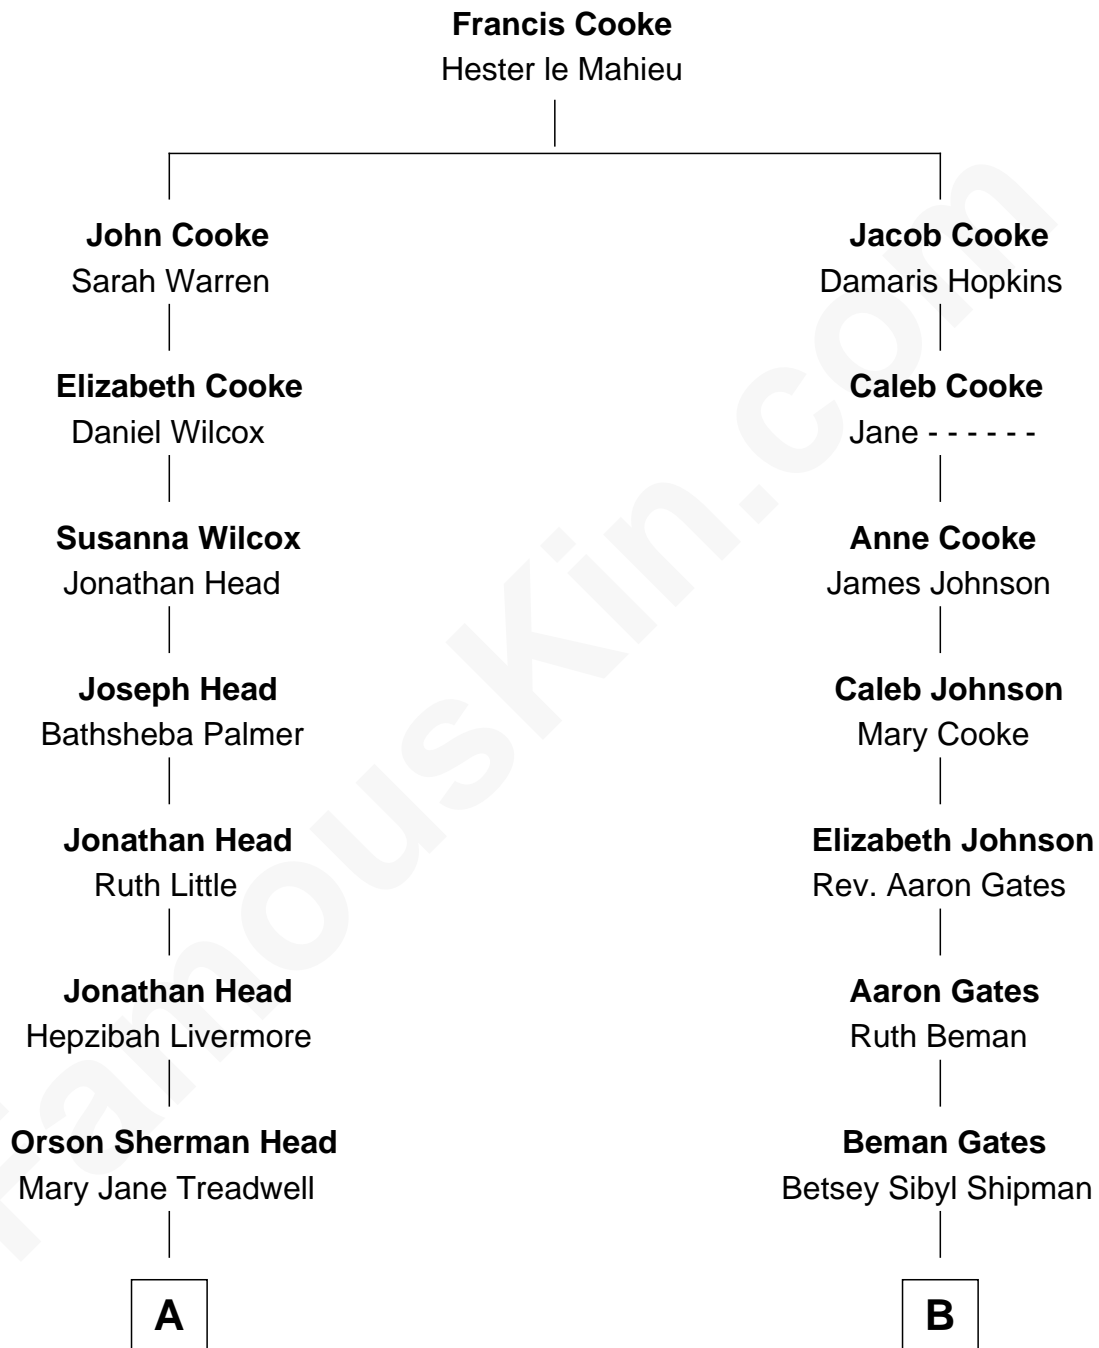 Francis Cooke
Hester le Mahieu
John Cooke
Sarah Warren
Jacob Cooke
Damaris Hopkins
Elizabeth Cooke
Daniel Wilcox
Caleb Cooke
Jane - - - - - -
Susanna Wilcox
Jonathan Head
Anne Cooke
James Johnson
Joseph Head
Bathsheba Palmer
Caleb Johnson
Mary Cooke
Jonathan Head
Ruth Little
Elizabeth Johnson
Rev. Aaron Gates
Jonathan Head
Hepzibah Livermore
Aaron Gates
Ruth Beman
Orson Sherman Head
Mary Jane Treadwell
Beman Gates
Betsey Sibyl Shipman
A
B
FamousKin.com